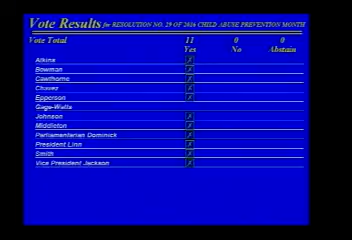 Vote Results for RESOLUTION NO. 29 OF 2016 CHILD ABUSE PREVENTION MONTH
Vote Total 11 0 0
Yes No Abstain
Atkins X
Bowman X
Cawthorne X
Chavez X
Epperson X
Gage-Watts
Johnson X
Middleton X
Parliamentarian Dominick X
President Linn X
Smith X
Vice President Jackson X